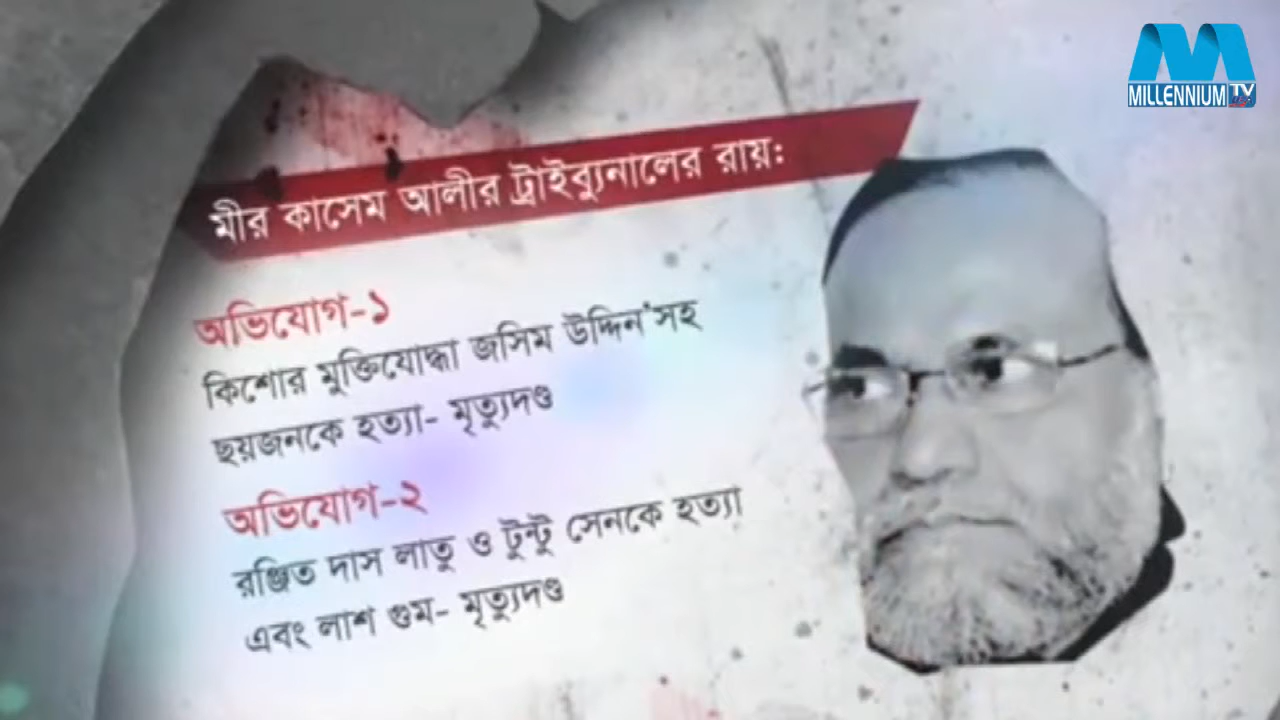 MILLENNIUM TV
মীর কাসেম আলীর ট্রাইব্যুনালের রায়:
অভিযোগ-১
কিশোর মুক্তিযোদ্ধা জসিম উদ্দিন'সহ
ছয়জনকে হত্যা- মৃত্যুদণ্ড
অভিযোগ-২
রঞ্জিত দাস লাতু ও টুন্টু সেনকে হত্যা
এবং লাশ গুম- মৃত্যুদণ্ড